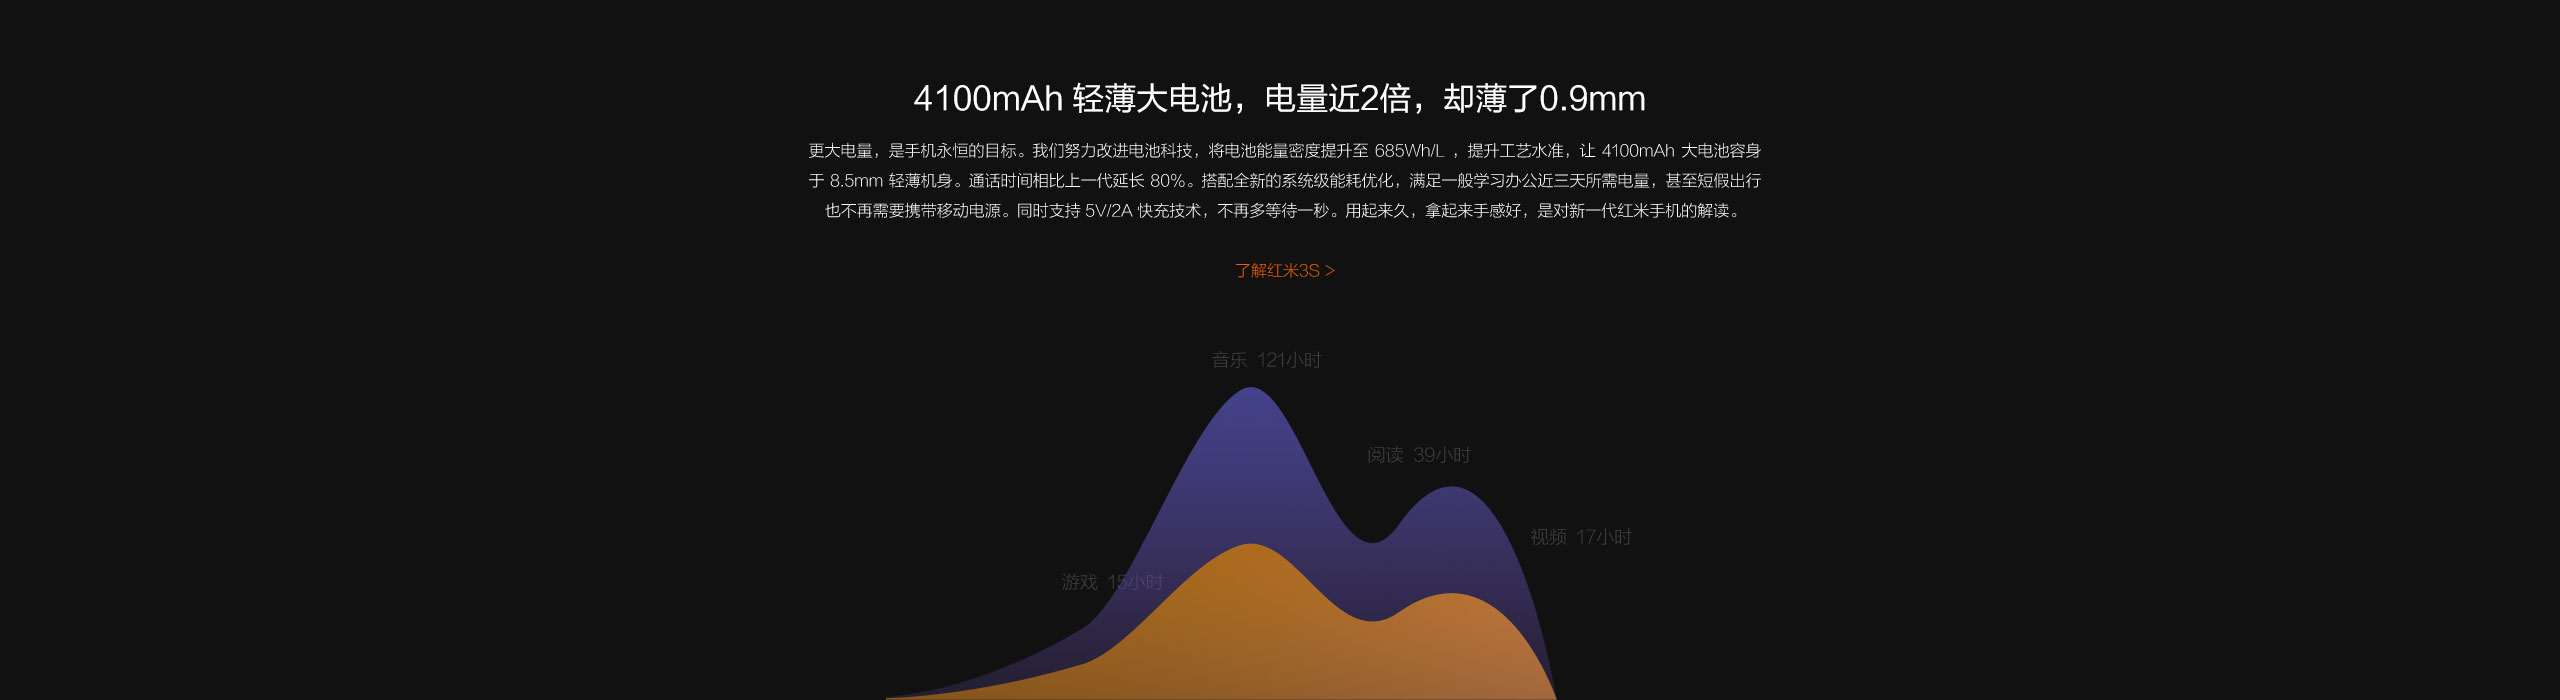 4100mAh 轻薄大电池，电量近2倍，却薄了0.9mm
更大电量，是手机永恒的目标。我们努力改进电池科技，将电池能量密度提升至 685Wh/L ，提升工艺水准，让 4100mAh 大电池容身
于 8.5mm 轻薄机身。通话时间相比上一代延长 80%。搭配全新的系统级能耗优化，满足一般学习办公近三天所需电量，甚至短假出行
也不再需要携带移动电源。同时支持 5V/2A 快充技术，不再多等待一秒。用起来久，拿起来手感好，是对新一代红米手机的解读。
了解红米3S >
音乐 121小时
阅读 39小时
视频 17小时
游戏 15小时